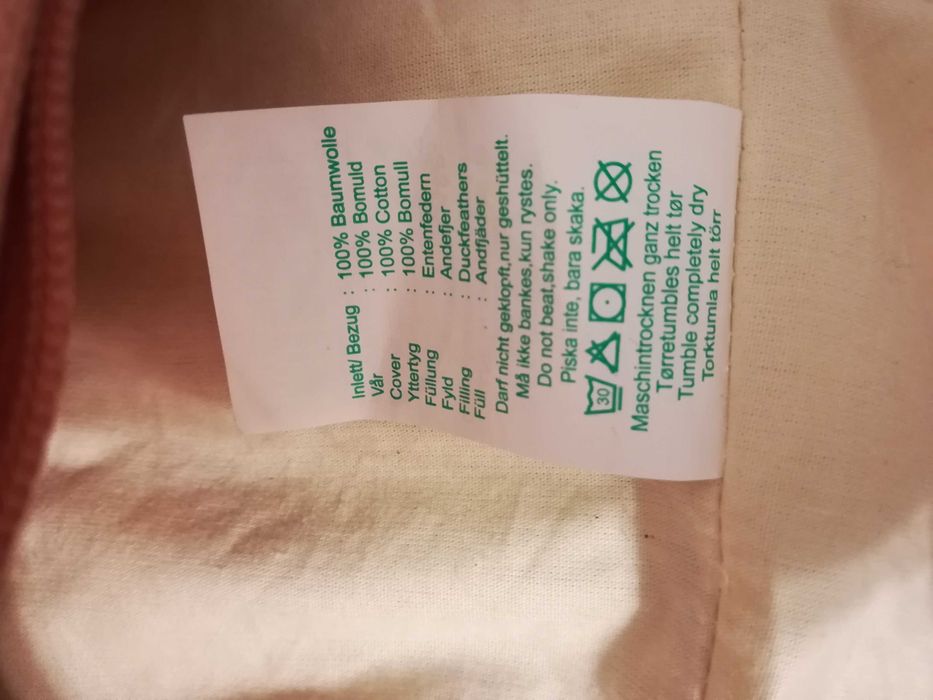 Inlett/ Bezug : 100% Baumwolle
Vår : 100% Bomuld
Cover : 100% Cotton
Yttertyg : 100% Bomull
Füllung : Entenfedern
Fyld : Andefjer
Filling : Duckfeathers
Füll : Andfjäder
Darf nicht geklopft,nur geshüttelt.
Må ikke bankes,kun rystes.
Do not beat,shake only.
Piska inte, bara skaka.
30
Maschintrocknen ganz trocken
Tørretumbles helt tør
Tumble completely dry
Torktumla helt törr